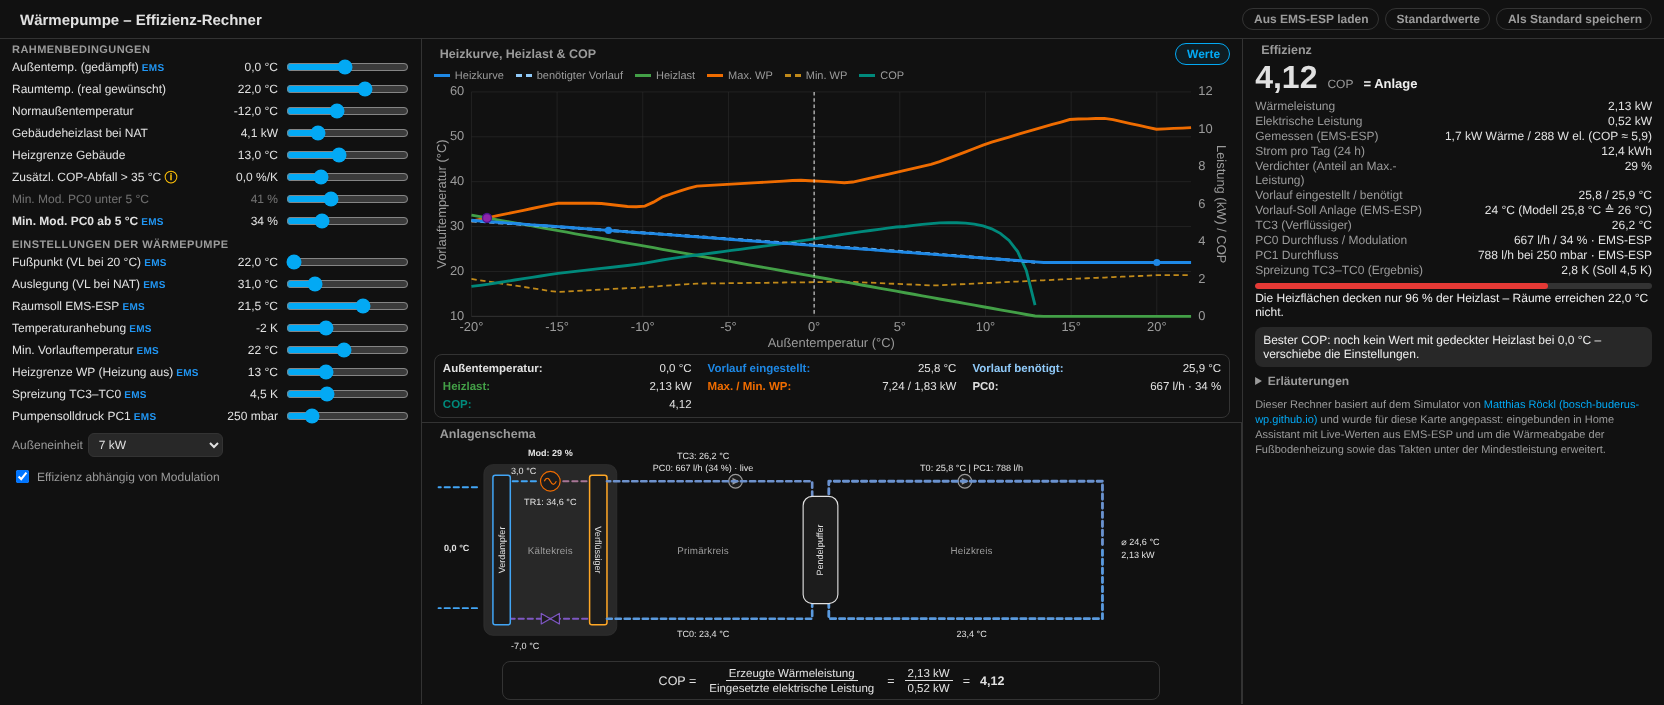 Wärmepumpe – Effizienz-Rechner
Aus EMS-ESP laden
Standardwerte
Als Standard speichern
RAHMENBEDINGUNGEN
Außentemp. (gedämpft) EMS 0,0 °C
Raumtemp. (real gewünscht) 22,0 °C
Normaußentemperatur -12,0 °C
Gebäudeheizlast bei NAT 4,1 kW
Heizgrenze Gebäude 13,0 °C
Zusätzl. COP-Abfall > 35 °C ⓘ 0,0 %/K
Min. Mod. PC0 unter 5 °C 41 %
Min. Mod. PC0 ab 5 °C EMS 34 %
EINSTELLUNGEN DER WÄRMEPUMPE
Fußpunkt (VL bei 20 °C) EMS 22,0 °C
Auslegung (VL bei NAT) EMS 31,0 °C
Raumsoll EMS-ESP EMS 21,5 °C
Temperaturanhebung EMS -2 K
Min. Vorlauftemperatur EMS 22 °C
Heizgrenze WP (Heizung aus) EMS 13 °C
Spreizung TC3–TC0 EMS 4,5 K
Pumpensolldruck PC1 EMS 250 mbar
Außeneinheit 7 kW
Effizienz abhängig von Modulation
Heizkurve, Heizlast & COP
Werte
Heizkurve benötigter Vorlauf Heizlast Max. WP Min. WP COP
Vorlauftemperatur (°C)
60
50
40
30
20
10
12
10
8
6
4
2
0
Leistung (kW) / COP
-20° -15° -10° -5° 0° 5° 10° 15° 20°
Außentemperatur (°C)
Außentemperatur: 0,0 °C Vorlauf eingestellt: 25,8 °C Vorlauf benötigt: 25,9 °C
Heizlast: 2,13 kW Max. / Min. WP: 7,24 / 1,83 kW PC0: 667 l/h · 34 %
COP: 4,12
Anlagenschema
Mod: 29 %
3,0 °C
TR1: 34,6 °C
TC3: 26,2 °C
PC0: 667 l/h (34 %) · live
T0: 25,8 °C | PC1: 788 l/h
0,0 °C
Verdampfer
Kältekreis
Verflüssiger
Primärkreis
Pendelpuffer
Heizkreis
⌀ 24,6 °C
2,13 kW
-7,0 °C
TC0: 23,4 °C
23,4 °C
COP = Erzeugte Wärmeleistung = 2,13 kW = 4,12
Eingesetzte elektrische Leistung 0,52 kW
Effizienz
4,12 COP = Anlage
Wärmeleistung 2,13 kW
Elektrische Leistung 0,52 kW
Gemessen (EMS-ESP) 1,7 kW Wärme / 288 W el. (COP ≈ 5,9)
Strom pro Tag (24 h) 12,4 kWh
Verdichter (Anteil an Max.- 29 %
Leistung)
Vorlauf eingestellt / benötigt 25,8 / 25,9 °C
Vorlauf-Soll Anlage (EMS-ESP) 24 °C (Modell 25,8 °C ≙ 26 °C)
TC3 (Verflüssiger) 26,2 °C
PC0 Durchfluss / Modulation 667 l/h / 34 % · EMS-ESP
PC1 Durchfluss 788 l/h bei 250 mbar · EMS-ESP
Spreizung TC3–TC0 (Ergebnis) 2,8 K (Soll 4,5 K)
Die Heizflächen decken nur 96 % der Heizlast – Räume erreichen 22,0 °C
nicht.
Bester COP: noch kein Wert mit gedeckter Heizlast bei 0,0 °C –
verschiebe die Einstellungen.
Erläuterungen
Dieser Rechner basiert auf dem Simulator von Matthias Röckl (bosch-buderus-
wp.github.io) und wurde für diese Karte angepasst: eingebunden in Home
Assistant mit Live-Werten aus EMS-ESP und um die Wärmeabgabe der
Fußbodenheizung sowie das Takten unter der Mindestleistung erweitert.